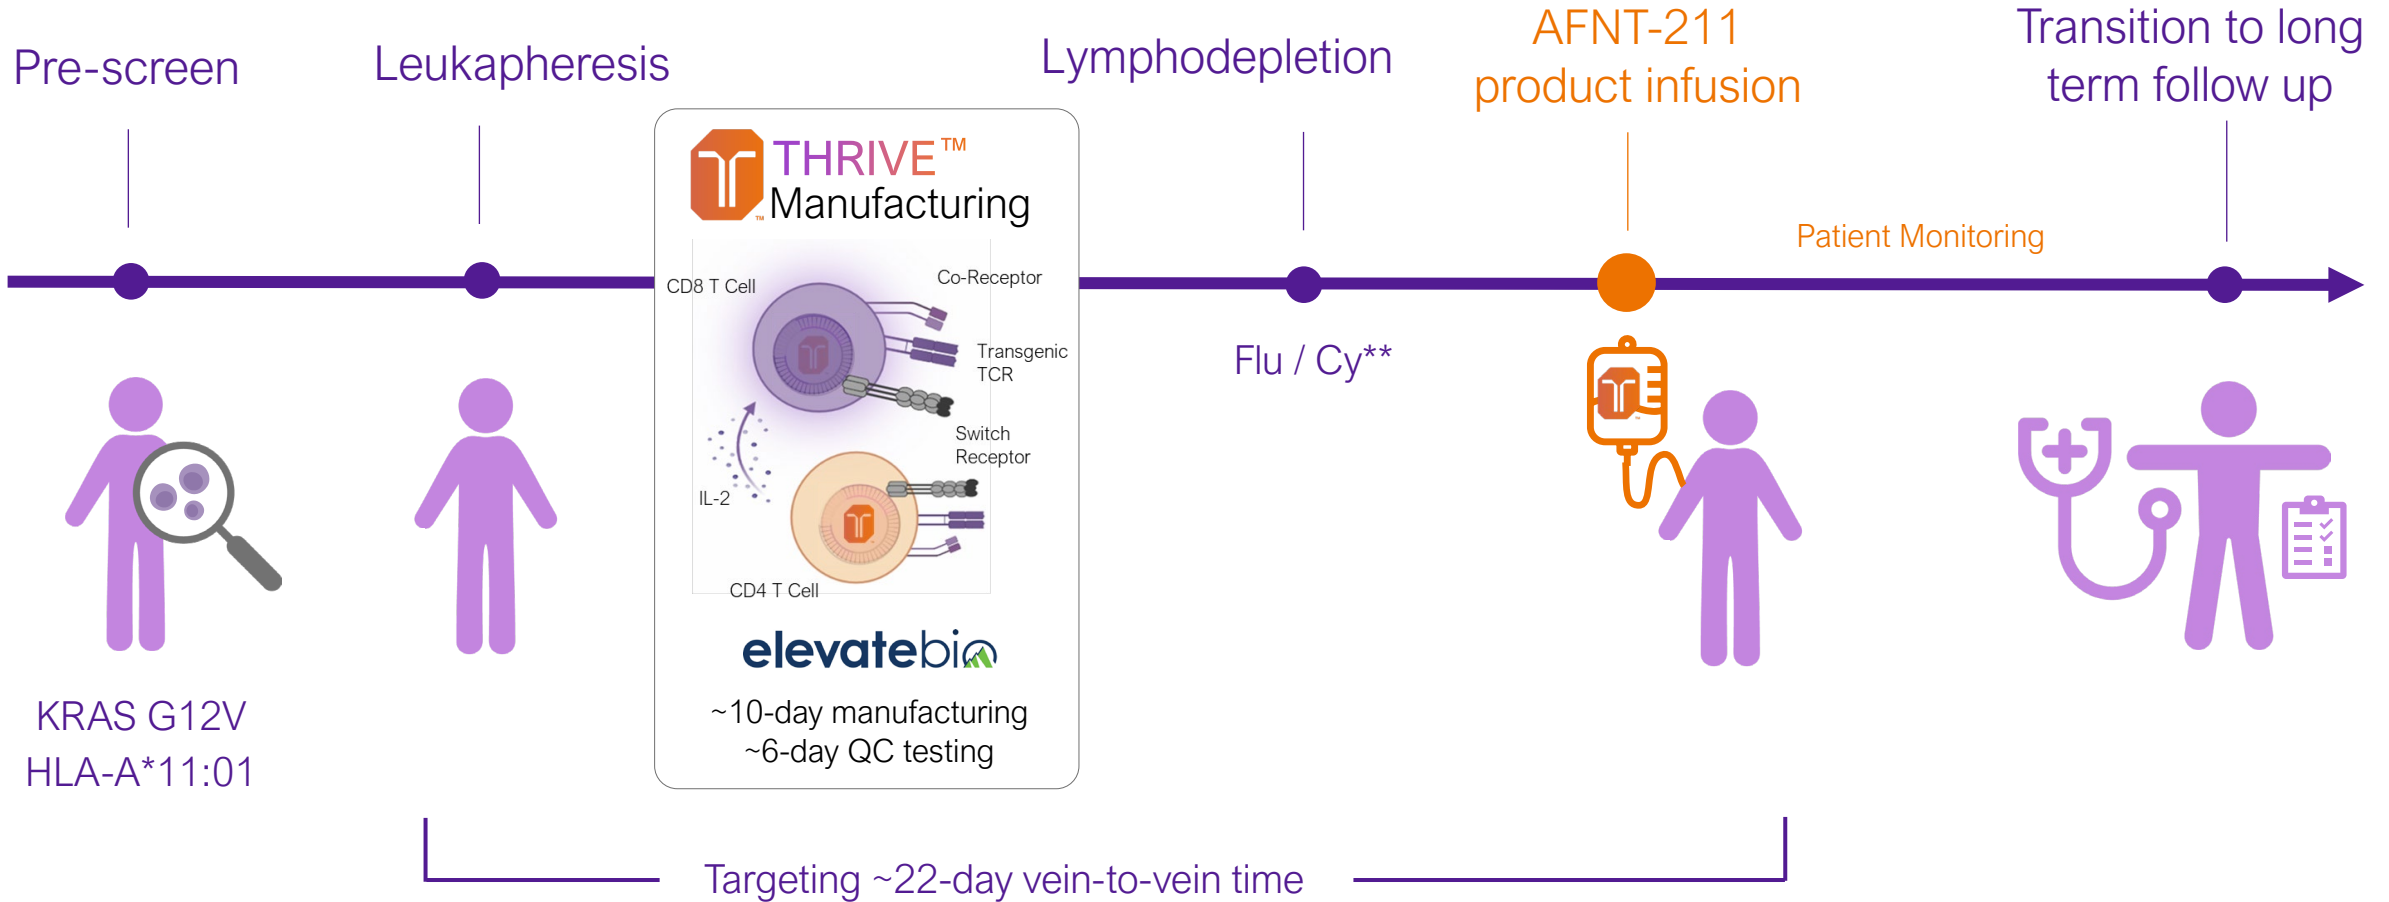 Pre-screen
Leukapheresis
Lymphodepletion
AFNT-211
product infusion
Transition to long
term follow up
THRIVE™
Manufacturing
™
Patient Monitoring
CD8 T Cell
Co-Receptor
Transgenic
TCR
Switch
Receptor
IL-2
CD4 T Cell
elevatebio
~10-day manufacturing
~6-day QC testing
Flu / Cy**
KRAS G12V
HLA-A*11:01
Targeting ~22-day vein-to-vein time